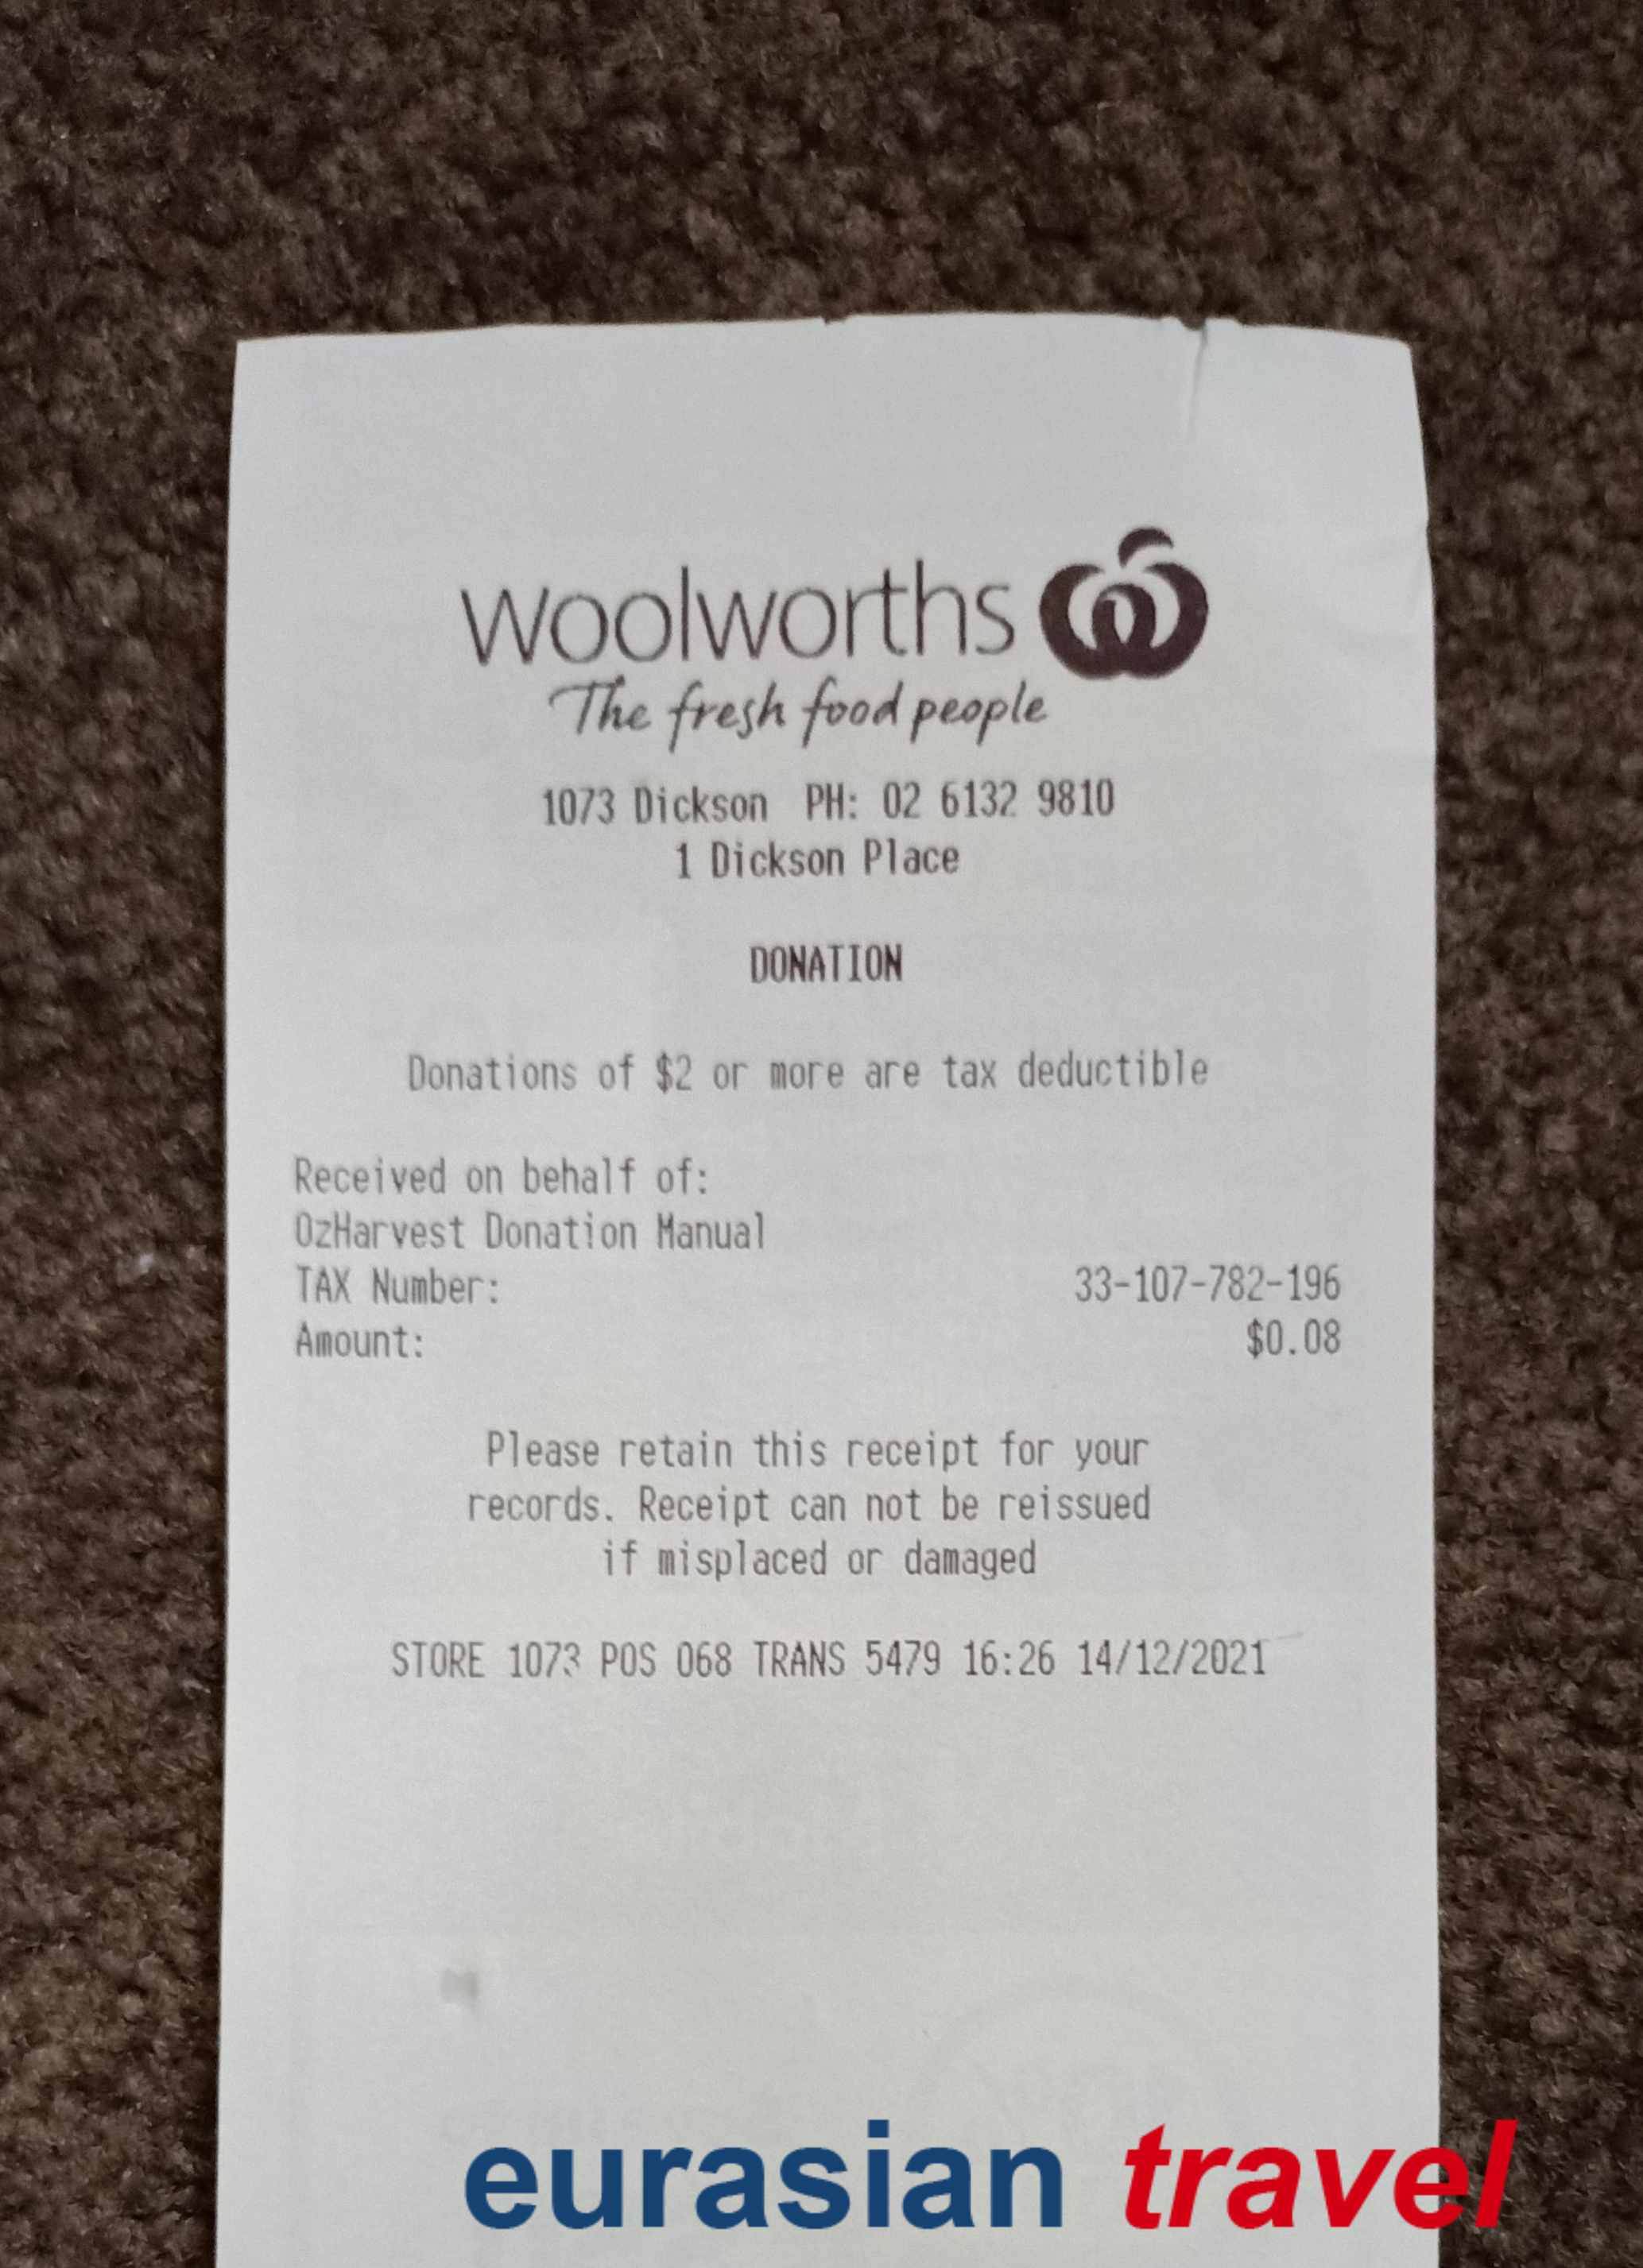 woolworths
The fresh food people
1073 Dickson PH: 02 6132 9810
1 Dickson Place
DONATION
Donations of $2 or more are tax deductible
Received on behalf of:
OzHarvest Donation Manual
TAX Number: 33-107-782-196
Amount: $0.08
Please retain this receipt for your
records. Receipt can not be reissued
if misplaced or damaged
STORE 1073 POS 068 TRANS 5479 16:26 14/12/2021
eurasian travel